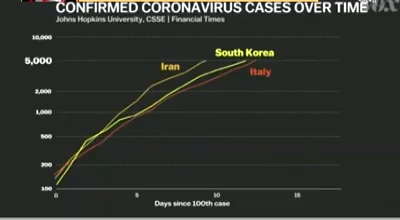 CONFIRMED CORONAVIRUS CASES OVER TIME
Johns Hopkins University, CSSE | Financial Times
10,000
5,000
2,000
1,000
500
200
100
Iran
South Korea
Italy
0
5
10
15
Days since 100th case